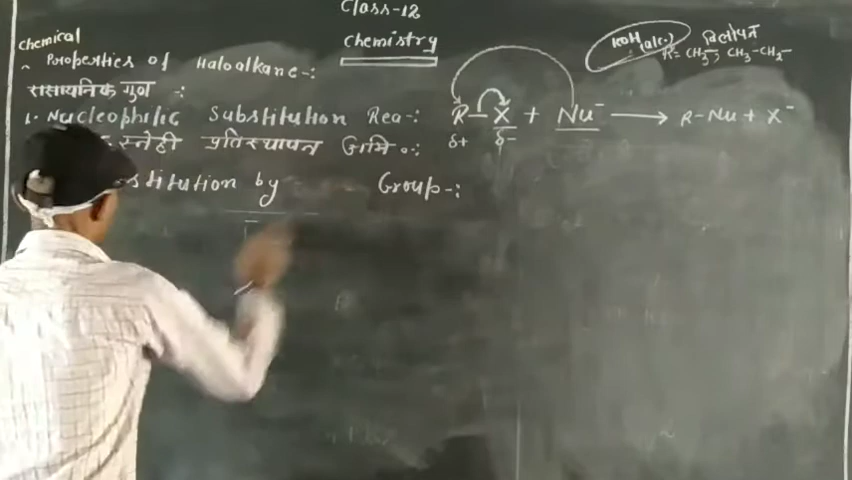 Class-12
Chemistry
KOH (alc.) विलोपन
R = CH₃-, CH₃-CH₂-
Chemical
Properties of Haloalkane-:
रासायनिक गुण -:
1. Nucleophilic Substitution Rea-: R-X + Nu⁻ → R-Nu + X⁻
δ+ δ-
स्नेही प्रतिस्थापन अभि०:
stitution by Group-: